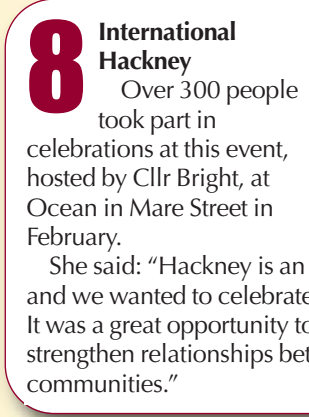 8
International
Hackney
Over 300 people
took part in
celebrations at this event,
hosted by Cllr Bright, at
Ocean in Mare Street in
February.
She said: “Hackney is an
and we wanted to celebrate
It was a great opportunity to
strengthen relationships
communities.”